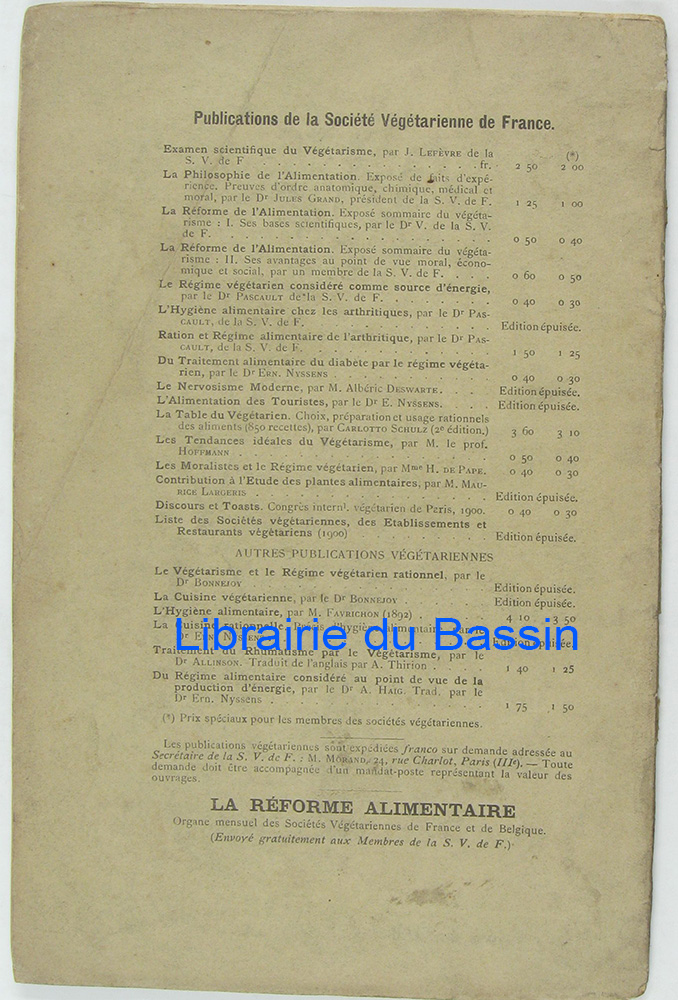 Publications de la Société Végétarienne de France.
(*)
Examen scientifique du Végétarisme, par J. LEFÈVRE de la
S. V. de F . . . . . . . . . . . . . . . fr. 2 50 2 00
La Philosophie de l'Alimentation. Exposé de faits d'expé-
rience. Preuves d'ordre anatomique, chimique, médical et
moral, par le Dr JULES GRAND, président de la S. V. de F. 1 25 1 00
La Réforme de l'Alimentation. Exposé sommaire du végéta-
risme : I. Ses bases scientifiques, par le Dr V. de la S. V.
de F. . . . . . . . . . . . . . . . . 0 50 0 40
La Réforme de l'Alimentation. Exposé sommaire du végéta-
risme : II. Ses avantages au point de vue moral, écono-
mique et social, par un membre de la S. V. de F. . . . 0 60 0 50
Le Régime végétarien considéré comme source d'énergie,
par le Dr PASCAULT de la S. V. de F. . . . . . . 0 40 0 30
L'Hygiène alimentaire chez les arthritiques, par le Dr PAS-
CAULT, de la S. V. de F. . . . . . . . . . . Edition épuisée.
Ration et Régime alimentaire de l'arthritique, par le Dr PAS-
CAULT, de la S. V. de F. . . . . . . . . . . 1 50 1 25
Du Traitement alimentaire du diabète par le régime végéta-
rien, par le Dr ERN. NYSSENS . . . . . . . . . 0 40 0 30
Le Nervosisme Moderne, par M. Albéric DESWARTE. . . . Edition épuisée.
L'Alimentation des Touristes, par le Dr E. NYSSENS. . . . Edition épuisée.
La Table du Végétarien. Choix, préparation et usage rationnels
des aliments (850 recettes), par CARLOTTO SCHULZ (2e édition.) 3 60 3 10
Les Tendances idéales du Végétarisme, par M. le prof.
HOFFMANN . . . . . . . . . . . . . . 0 50 0 40
Les Moralistes et le Régime végétarien, par Mme H. DE PAPE. 0 40 0 30
Contribution à l'Etude des plantes alimentaires, par M. MAU-
RICE LARGERIS . . . . . . . . . . . . . Edition épuisée.
Discours et Toasts. Congrès internl. végétarien de Paris, 1900. 0 40 0 30
Liste des Sociétés végétariennes, des Etablissements et
Restaurants végétariens (1900) . . . . . . . . Edition épuisée.
AUTRES PUBLICATIONS VÉGÉTARIENNES
Le Végétarisme et le Régime végétarien rationnel, par le
Dr BONNEJOY . . . . . . . . . . . . . Edition épuisée.
La Cuisine végétarienne, par le Dr BONNEJOY . . . . . Edition épuisée.
L'Hygiène alimentaire, par M. FAVRICHON (1892) . . . . 4 10 3 50
La Cuisine rationnelle. Précis d'hygiène alimentaire, par le
Dr ERN. NYSSENS Edition épuisée.
Librairie du Bassin
Traitement du Rhumatisme par le Végétarisme, par le
Dr ALLINSON. Traduit de l'anglais par A. Thirion . . . . 1 40 1 25
Du Régime alimentaire considéré au point de vue de la
production d'énergie, par le Dr A. HAIG. Trad. par le
Dr Ern. Nyssens . . . . . . . . . . . . 1 75 1 50
(*) Prix spéciaux pour les membres des sociétés végétariennes.
Les publications végétariennes sont expédiées franco sur demande adressée au
Secrétaire de la S. V. de F. : M. MORAND, 24, rue Charlot, Paris (IIIe). — Toute
demande doit être accompagnée d'un mandat-poste représentant la valeur des
ouvrages.
LA RÉFORME ALIMENTAIRE
Organe mensuel des Sociétés Végétariennes de France et de Belgique.
(Envoyé gratuitement aux Membres de la S. V. de F.)